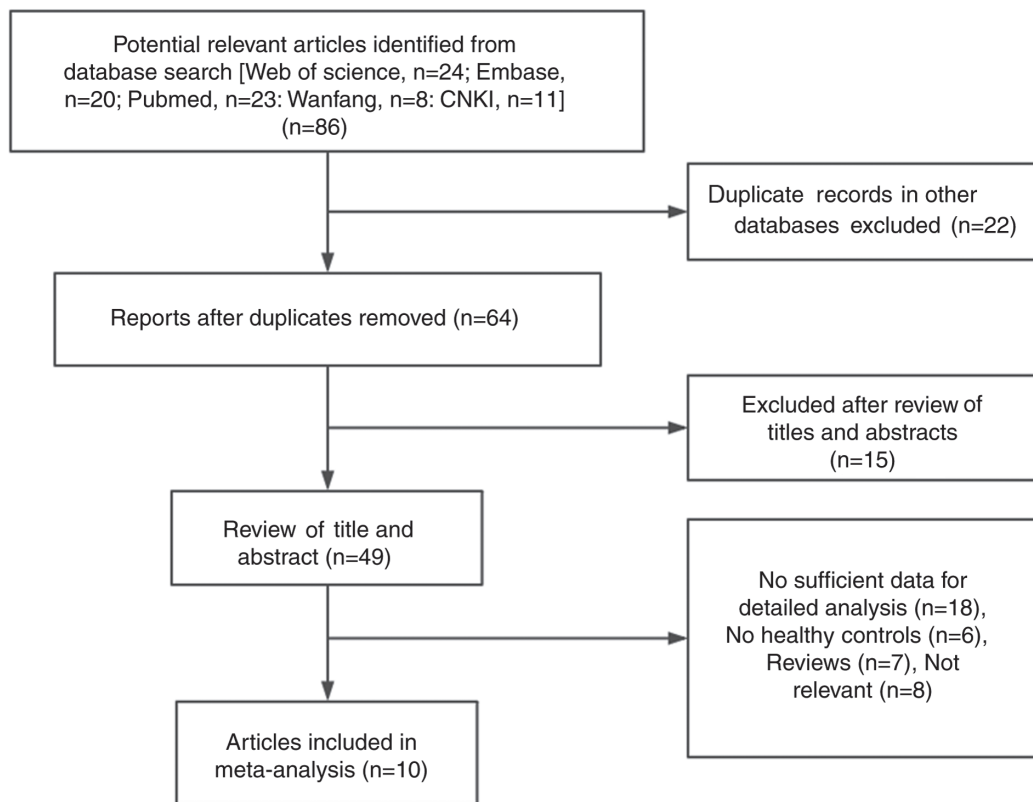 Potential relevant articles identified from
database search [Web of science, n=24; Embase,
n=20; Pubmed, n=23: Wanfang, n=8: CNKI, n=11]
(n=86)
Duplicate records in other
databases excluded (n=22)
Reports after duplicates removed (n=64)
Excluded after review of
titles and abstracts
(n=15)
Review of title and
abstract (n=49)
No sufficient data for
detailed analysis (n=18),
No healthy controls (n=6),
Reviews (n=7), Not
relevant (n=8)
Articles included in
meta-analysis (n=10)